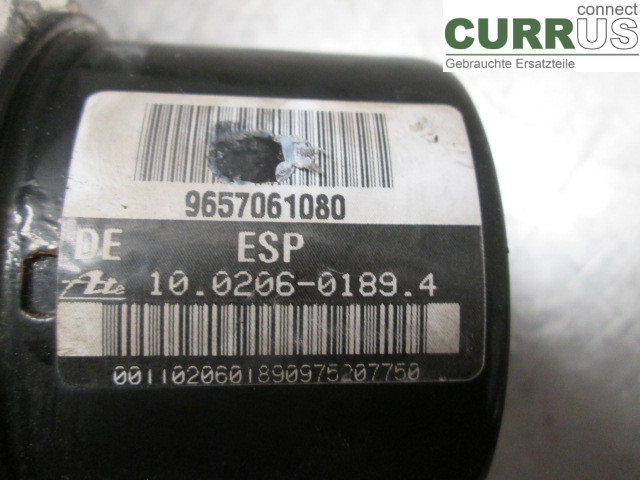 connect
CURRUS
Gebrauchte Ersatzteile
9657061080
DE ESP
Ate 10.0206-0189.4
0011020601890975207750